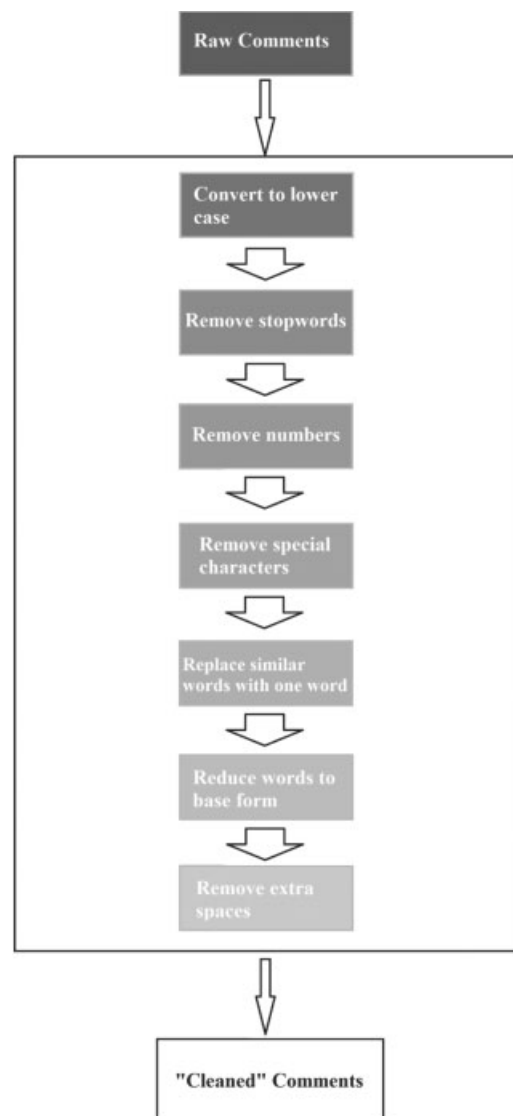 Raw Comments
Convert to lower
case
Remove stopwords
Remove numbers
Remove special
characters
Replace similar
words with one word
Reduce words to
base form
Remove extra
spaces
"Cleaned" Comments